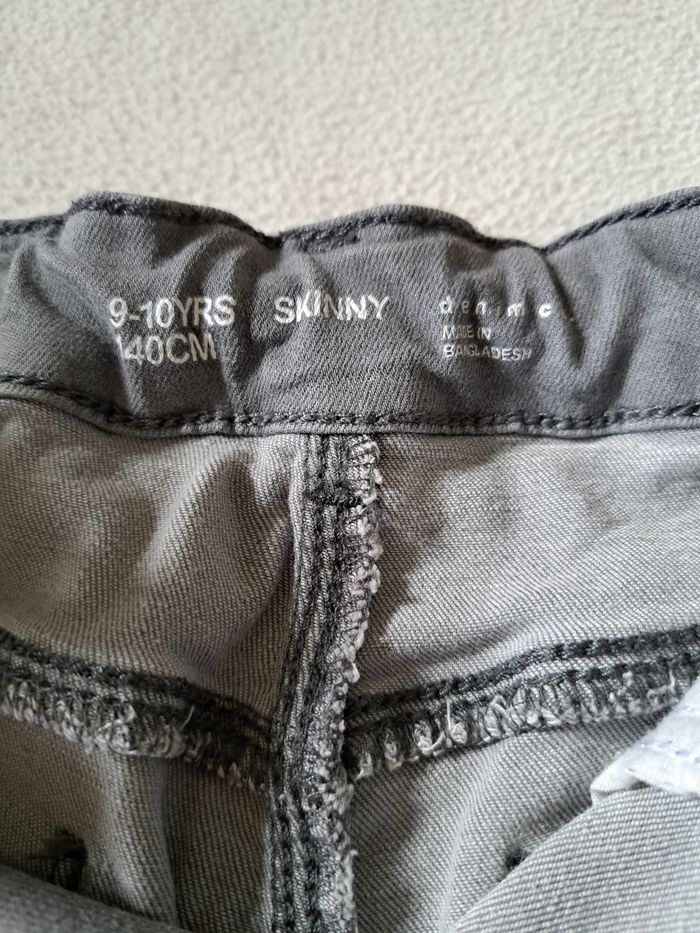 9-10YRS
140CM
SKINNY
denim c
MADE IN
BANGLADESH